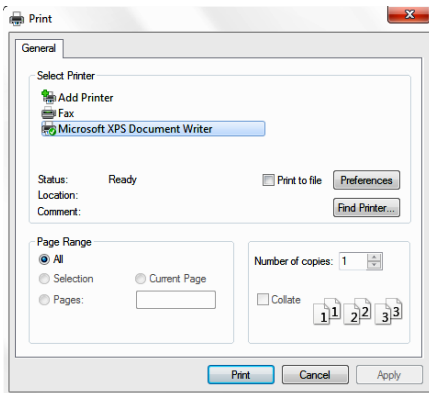 Print
General
Select Printer
Add Printer
Fax
Microsoft XPS Document Writer
Status: Ready
Print to file
Preferences
Location:
Comment:
Find Printer...
Page Range
All
Selection
Current Page
Pages:
Number of copies: 1
Collate
1 1 2 2 3 3
Print
Cancel
Apply